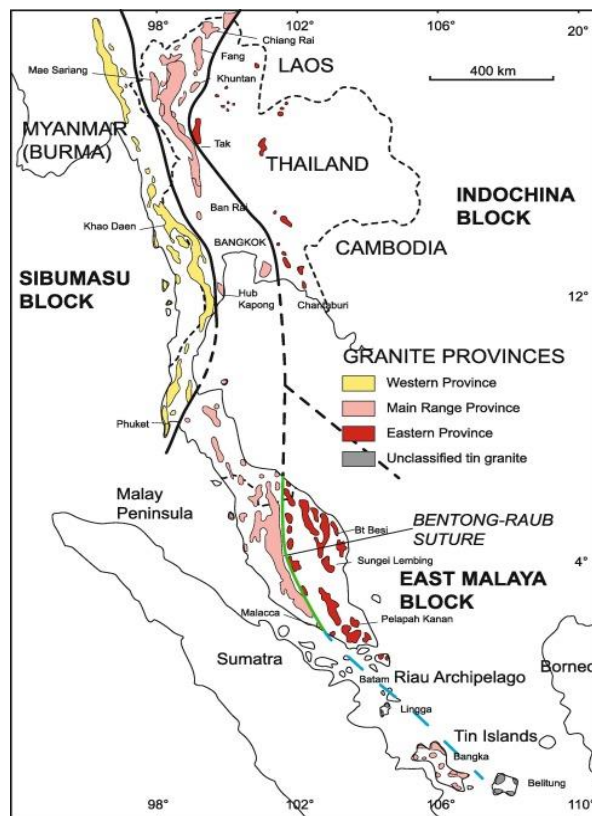 98°
102°
106°
20°
Chiang Rai
Fang
Mae Sariang
Khuntan
LAOS
400 km
MYANMAR
(BURMA)
Tak
THAILAND
INDOCHINA
BLOCK
Ban Rai
Khao Daen
BANGKOK
CAMBODIA
SIBUMASU
BLOCK
Hub
Kapong
Chantaburi
12°
GRANITE PROVINCES
Western Province
Main Range Province
Eastern Province
Unclassified tin granite
Phuket
Malay
Peninsula
Bt Besi
BENTONG-RAUB
SUTURE
Sungei Lembing
4°
EAST MALAYA
BLOCK
Malacca
Pelapah Kanan
Sumatra
Borneo
Batam
Riau Archipelago
Lingga
Tin Islands
Bangka
Belitung
98°
102°
106°
110°